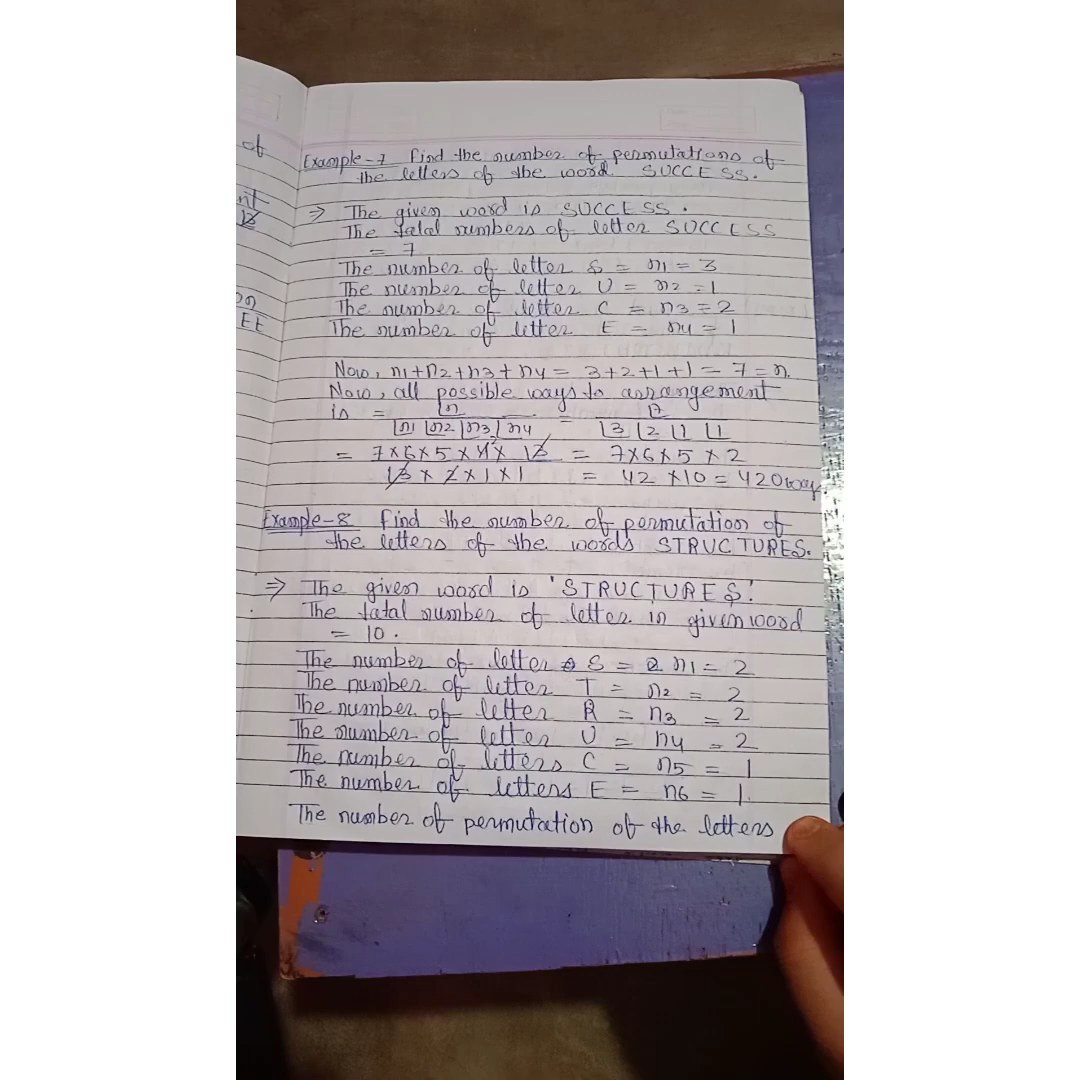 of
Example-7 find the number of permutations of
the letters of the word SUCCESS.
nt
⇒ The given word is SUCCESS.
The total numbers of letter SUCCESS
= 7
The number of letter S = n1 = 3
The number of letter U = n2 = 1
The number of letter C = n3 = 2
The number of letter E = n4 = 1
on
EE
Now, n1+n2+n3+n4 = 3+2+1+1 = 7 = n.
Now, all possible ways to arrangement
is = |n / |n1 |n2 |n3 |n4 = |7 / |3 |2 |1 |1
= 7×6×5×4×|3 / |3×2×1×1 = 7×6×5×2
= 42×10 = 420 way
Example-8 find the number of permutation of
the letters of the words STRUCTURES.
⇒ The given word is 'STRUCTURES'.
The total number of letter in given word
= 10.
The number of letter S = n1 = 2
The number of letter T = n2 = 2
The number of letter R = n3 = 2
The number of letter U = n4 = 2
The number of letters C = n5 = 1
The number of letters E = n6 = 1.
The number of permutation of the letters